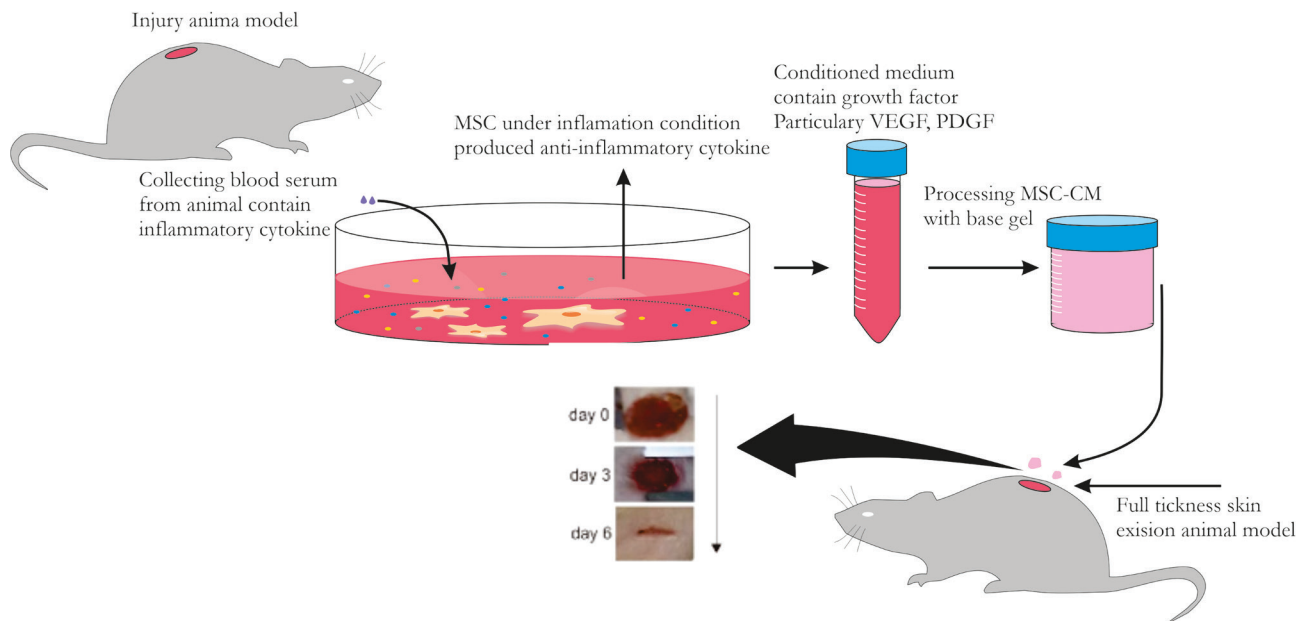 Injury anima model
Collecting blood serum
from animal contain
inflammatory cytokine
MSC under inflamation condition
produced anti-inflammatory cytokine
Conditioned medium
contain growth factor
Particulary VEGF, PDGF
Processing MSC-CM
with base gel
Full tickness skin
exision animal model
day 0
day 3
day 6